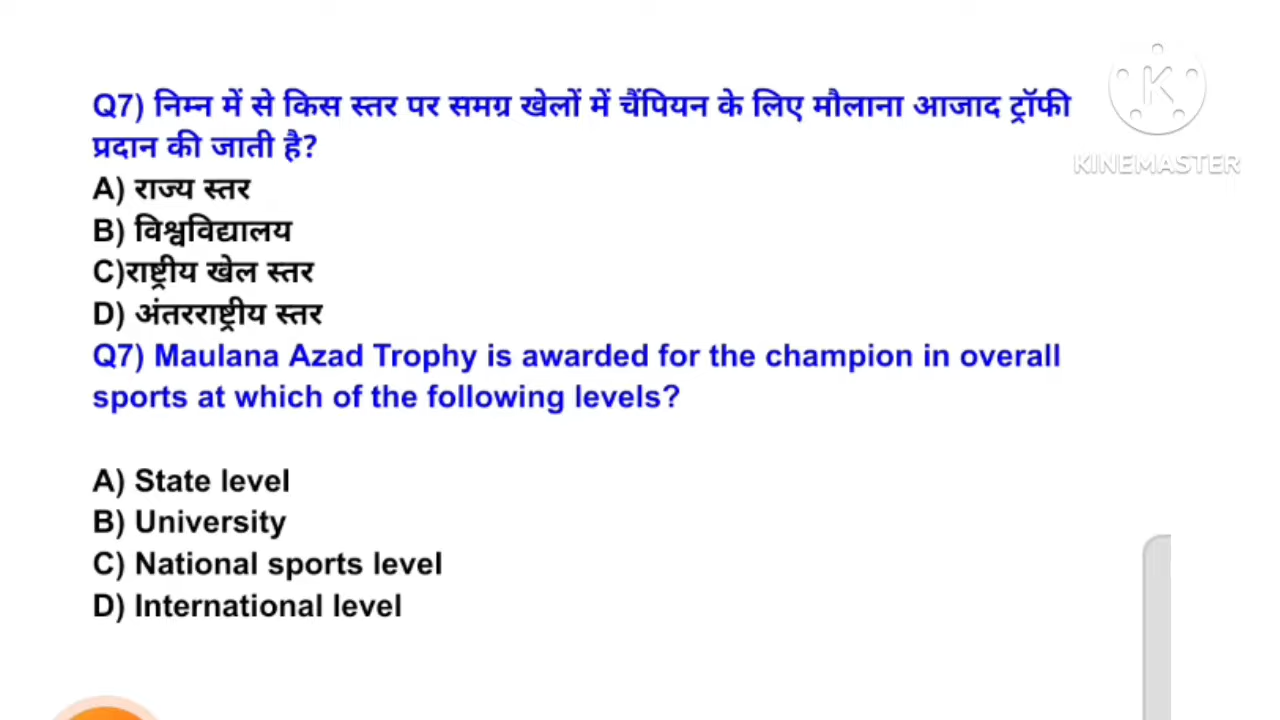 Q7) निम्न में से किस स्तर पर समग्र खेलों में चैंपियन के लिए मौलाना आजाद ट्रॉफी
प्रदान की जाती है?
A) राज्य स्तर
B) विश्वविद्यालय
C)राष्ट्रीय खेल स्तर
D) अंतरराष्ट्रीय स्तर
Q7) Maulana Azad Trophy is awarded for the champion in overall
sports at which of the following levels?
A) State level
B) University
C) National sports level
D) International level
K
KINEMASTER